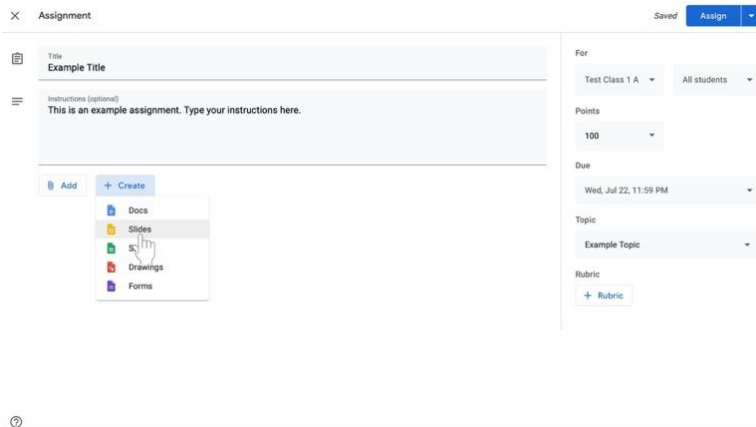 Assignment
Saved
Assign
Title
Example Title
Instructions (optional)
This is an example assignment. Type your instructions here.
Add
+ Create
Docs
Slides
S
Drawings
Forms
For
Test Class 1 A
All students
Points
100
Due
Wed, Jul 22, 11:59 PM
Topic
Example Topic
Rubric
+ Rubric